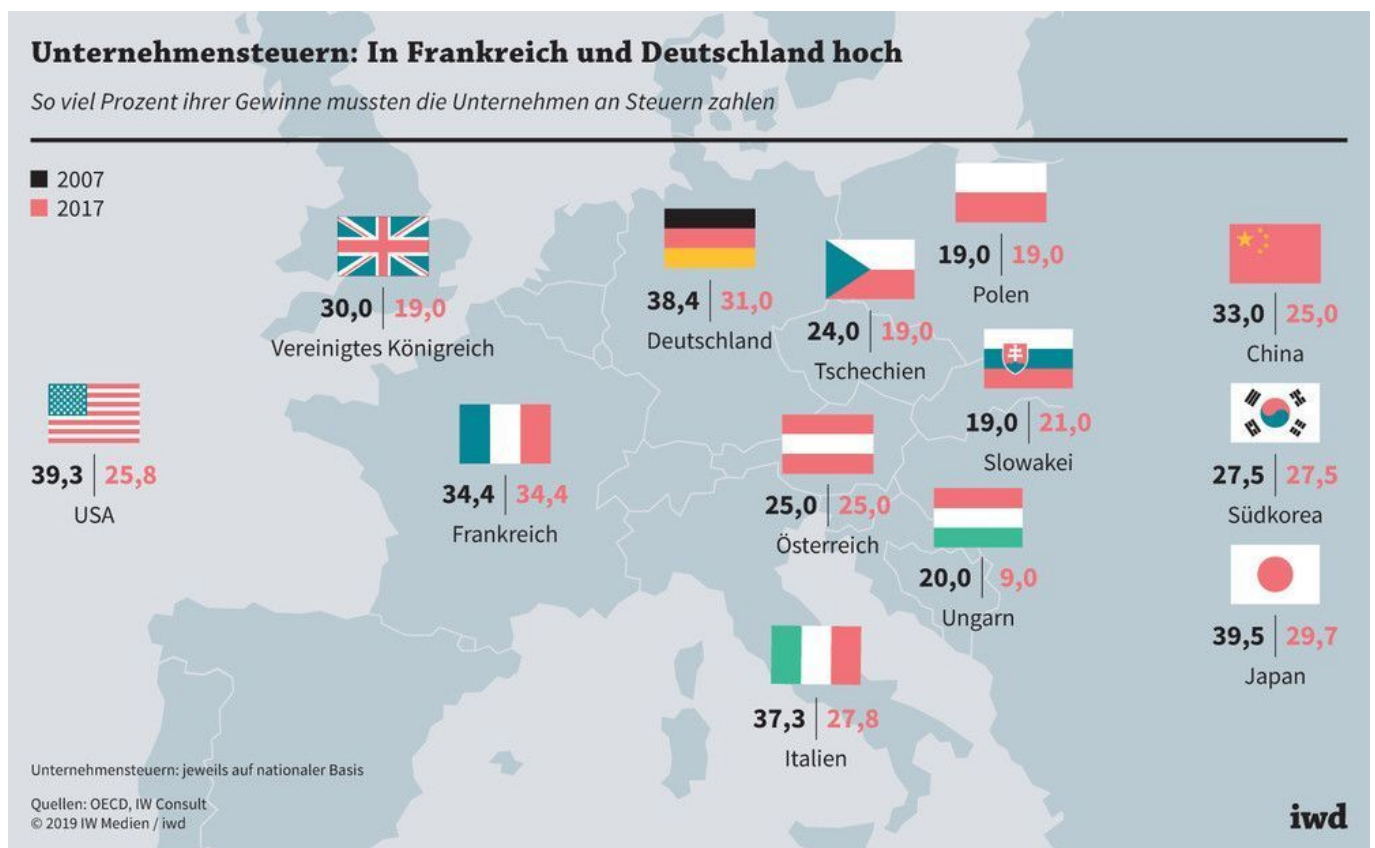 Unternehmensteuern: In Frankreich und Deutschland hoch
So viel Prozent ihrer Gewinne mussten die Unternehmen an Steuern zahlen
2007
2017
30,0 | 19,0
Vereinigtes Königreich
38,4 | 31,0
Deutschland
24,0 | 19,0
Tschechien
19,0 | 19,0
Polen
33,0 | 25,0
China
39,3 | 25,8
USA
34,4 | 34,4
Frankreich
25,0 | 25,0
Österreich
19,0 | 21,0
Slowakei
27,5 | 27,5
Südkorea
20,0 | 9,0
Ungarn
39,5 | 29,7
Japan
37,3 | 27,8
Italien
Unternehmensteuern: jeweils auf nationaler Basis
Quellen: OECD, IW Consult
© 2019 IW Medien / iwd
iwd